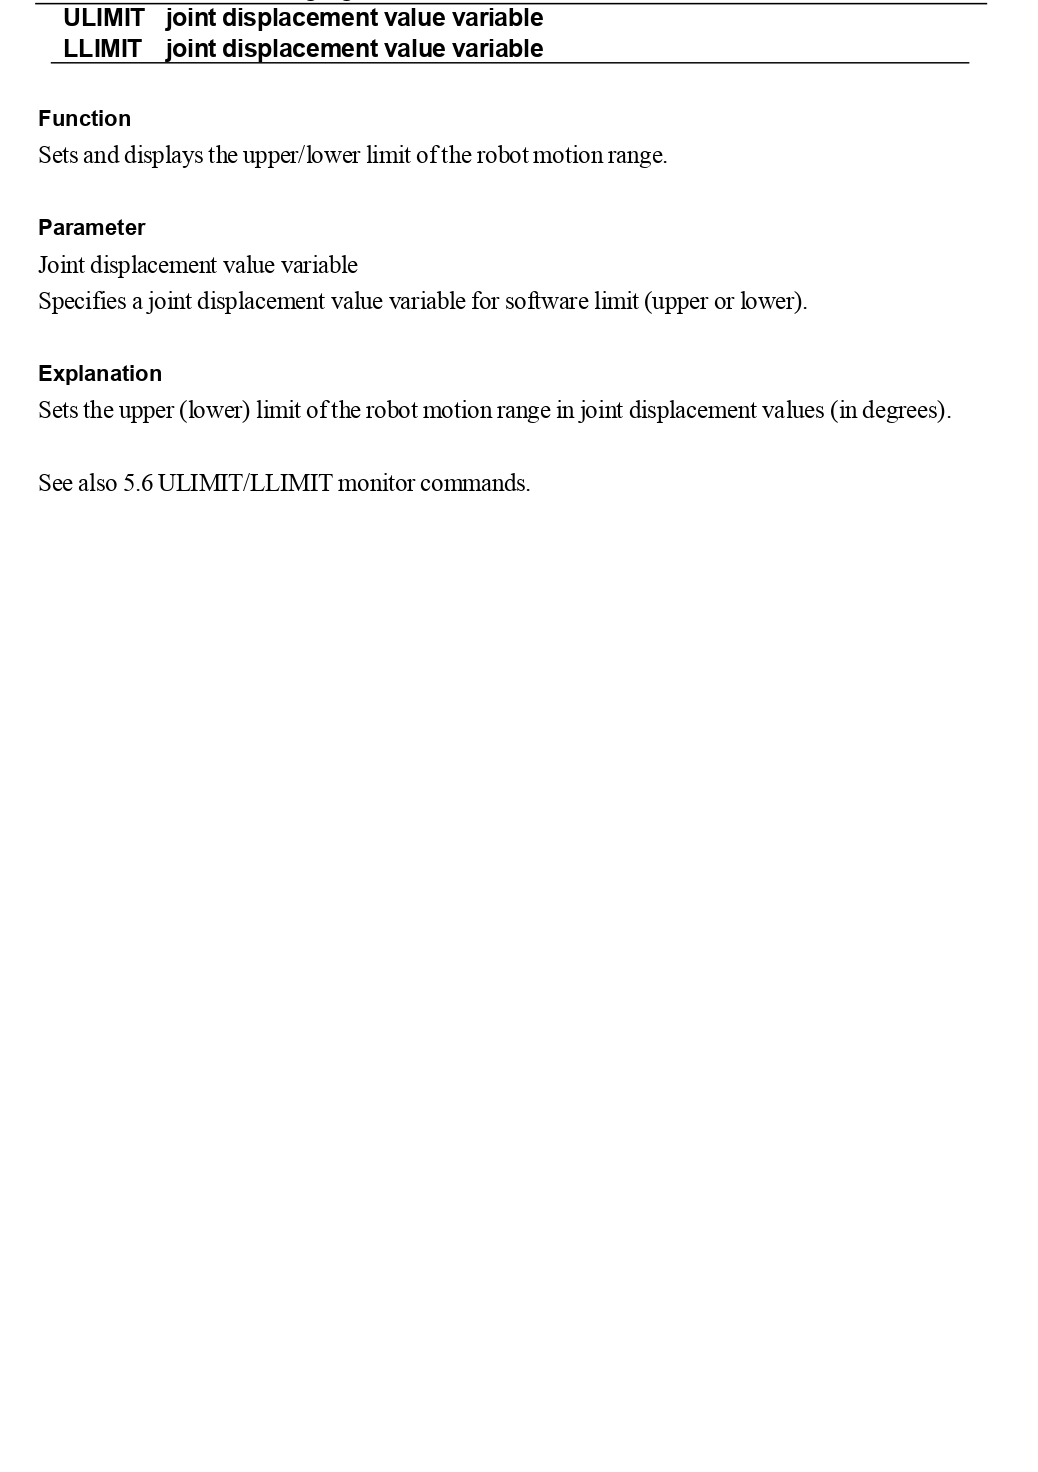 ULIMIT joint displacement value variable
LLIMIT joint displacement value variable
Function
Sets and displays the upper/lower limit of the robot motion range.
Parameter
Joint displacement value variable
Specifies a joint displacement value variable for software limit (upper or lower).
Explanation
Sets the upper (lower) limit of the robot motion range in joint displacement values (in degrees).
See also 5.6 ULIMIT/LLIMIT monitor commands.